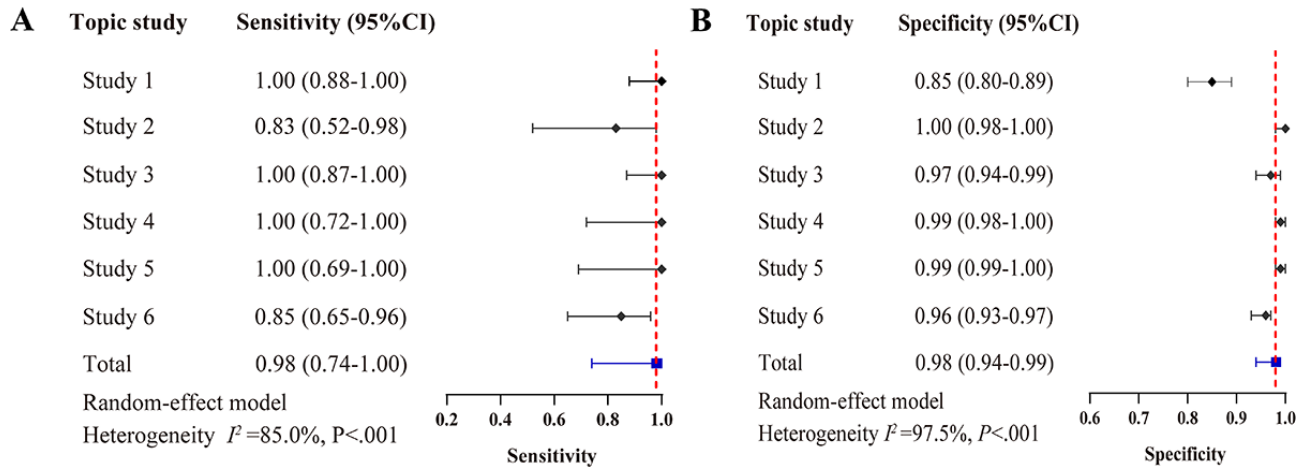 A Topic study Sensitivity (95%CI)
Study 1 1.00 (0.88-1.00)
Study 2 0.83 (0.52-0.98)
Study 3 1.00 (0.87-1.00)
Study 4 1.00 (0.72-1.00)
Study 5 1.00 (0.69-1.00)
Study 6 0.85 (0.65-0.96)
Total 0.98 (0.74-1.00)
Random-effect model
Heterogeneity I² =85.0%, P<.001
0.2 0.4 0.6 0.8 1.0
Sensitivity
B Topic study Specificity (95%CI)
Study 1 0.85 (0.80-0.89)
Study 2 1.00 (0.98-1.00)
Study 3 0.97 (0.94-0.99)
Study 4 0.99 (0.98-1.00)
Study 5 0.99 (0.99-1.00)
Study 6 0.96 (0.93-0.97)
Total 0.98 (0.94-0.99)
Random-effect model
Heterogeneity I² =97.5%, P<.001
0.6 0.8 0.9 1.0
Specificity